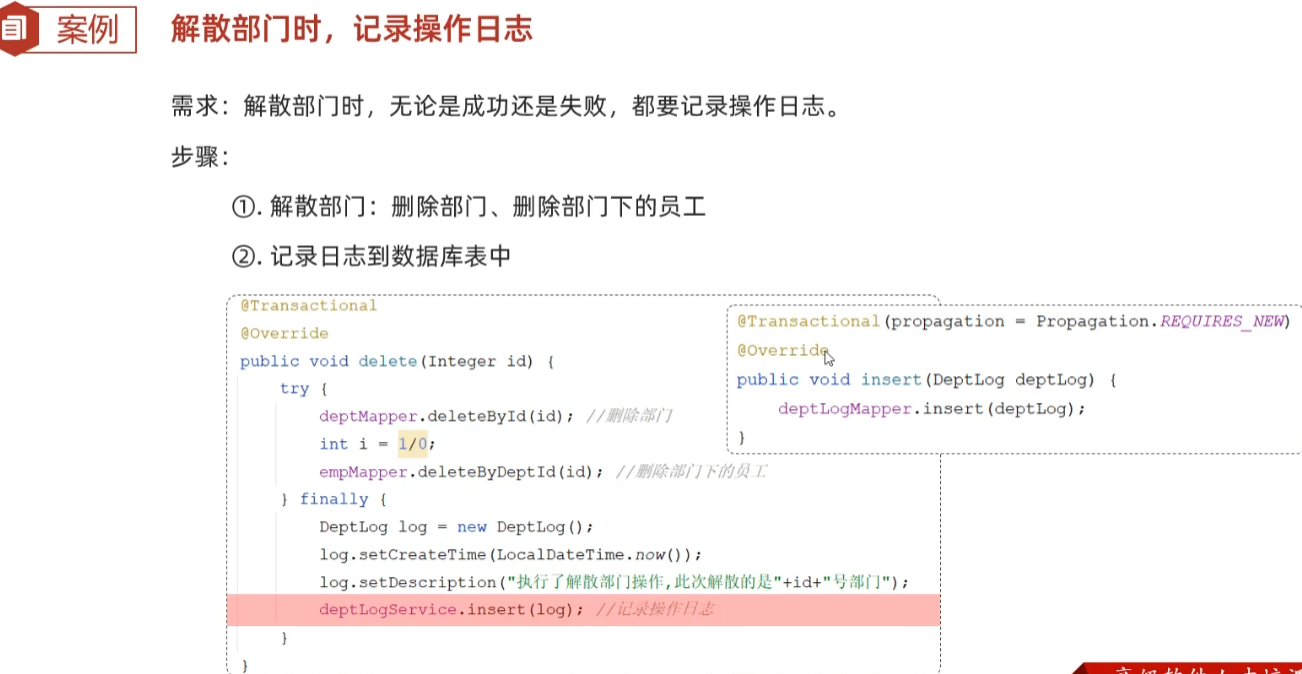 案例
解散部门时，记录操作日志
需求：解散部门时，无论是成功还是失败，都要记录操作日志。
步骤：
①. 解散部门：删除部门、删除部门下的员工
②. 记录日志到数据库表中
@Transactional
@Override
public void delete(Integer id) {
try {
deptMapper.deleteById(id); //删除部门
int i = 1/0;
empMapper.deleteByDeptId(id); //删除部门下的员工
} finally {
DeptLog log = new DeptLog();
log.setCreateTime(LocalDateTime.now());
log.setDescription("执行了解散部门操作,此次解散的是"+id+"号部门");
deptLogService.insert(log); //记录操作日志
}
}
@Transactional(propagation = Propagation.REQUIRES_NEW)
@Override
public void insert(DeptLog deptLog) {
deptLogMapper.insert(deptLog);
}